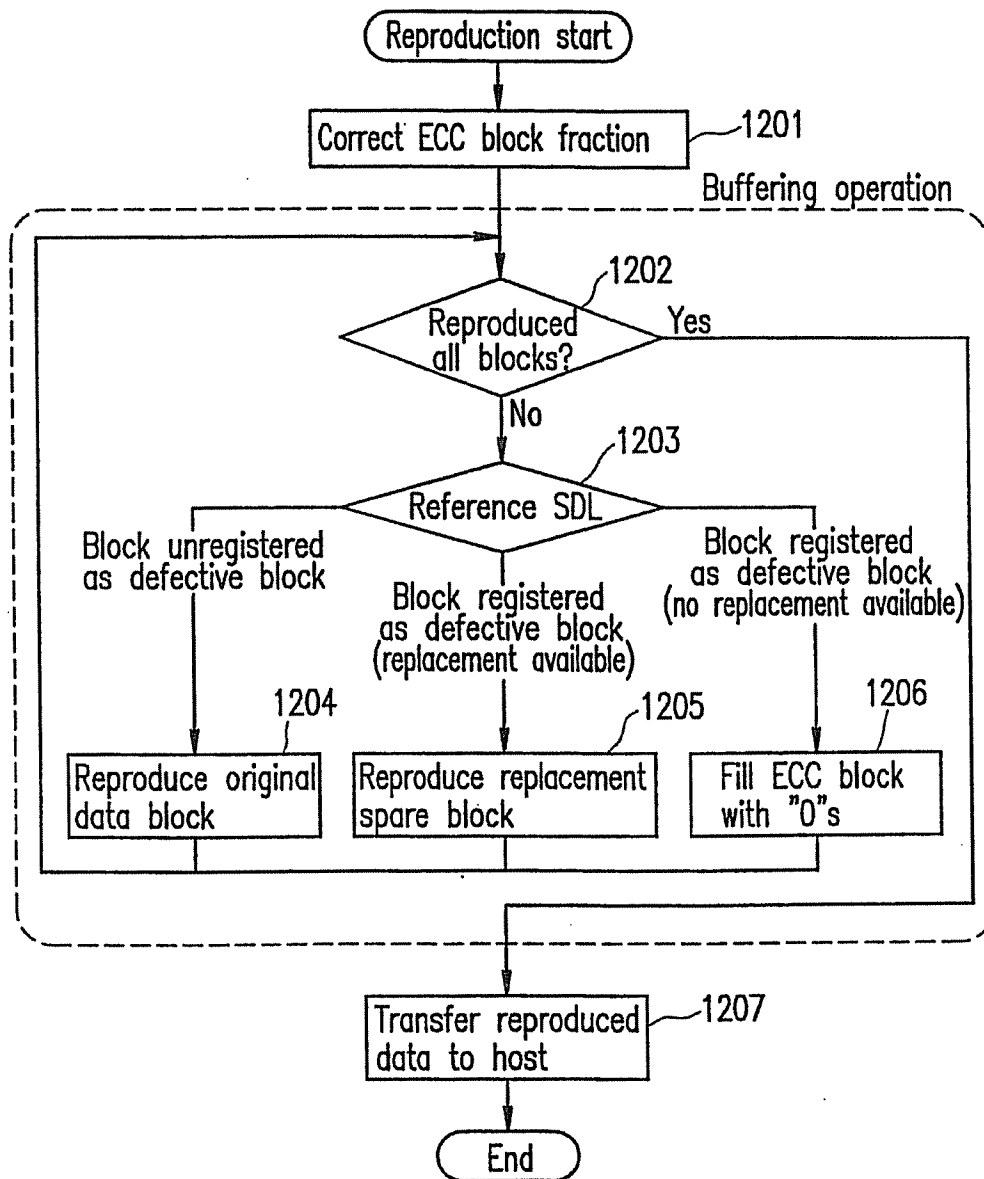 Reproduction start
Correct ECC block fraction
1201
Buffering operation
1202
Reproduced
all blocks?
Yes
No
1203
Reference SDL
Block unregistered
as defective block
Block registered
as defective block
(replacement available)
Block registered
as defective block
(no replacement available)
1204
Reproduce original
data block
1205
Reproduce replacement
spare block
1206
Fill ECC block
with "0"s
Transfer reproduced
data to host
1207
End